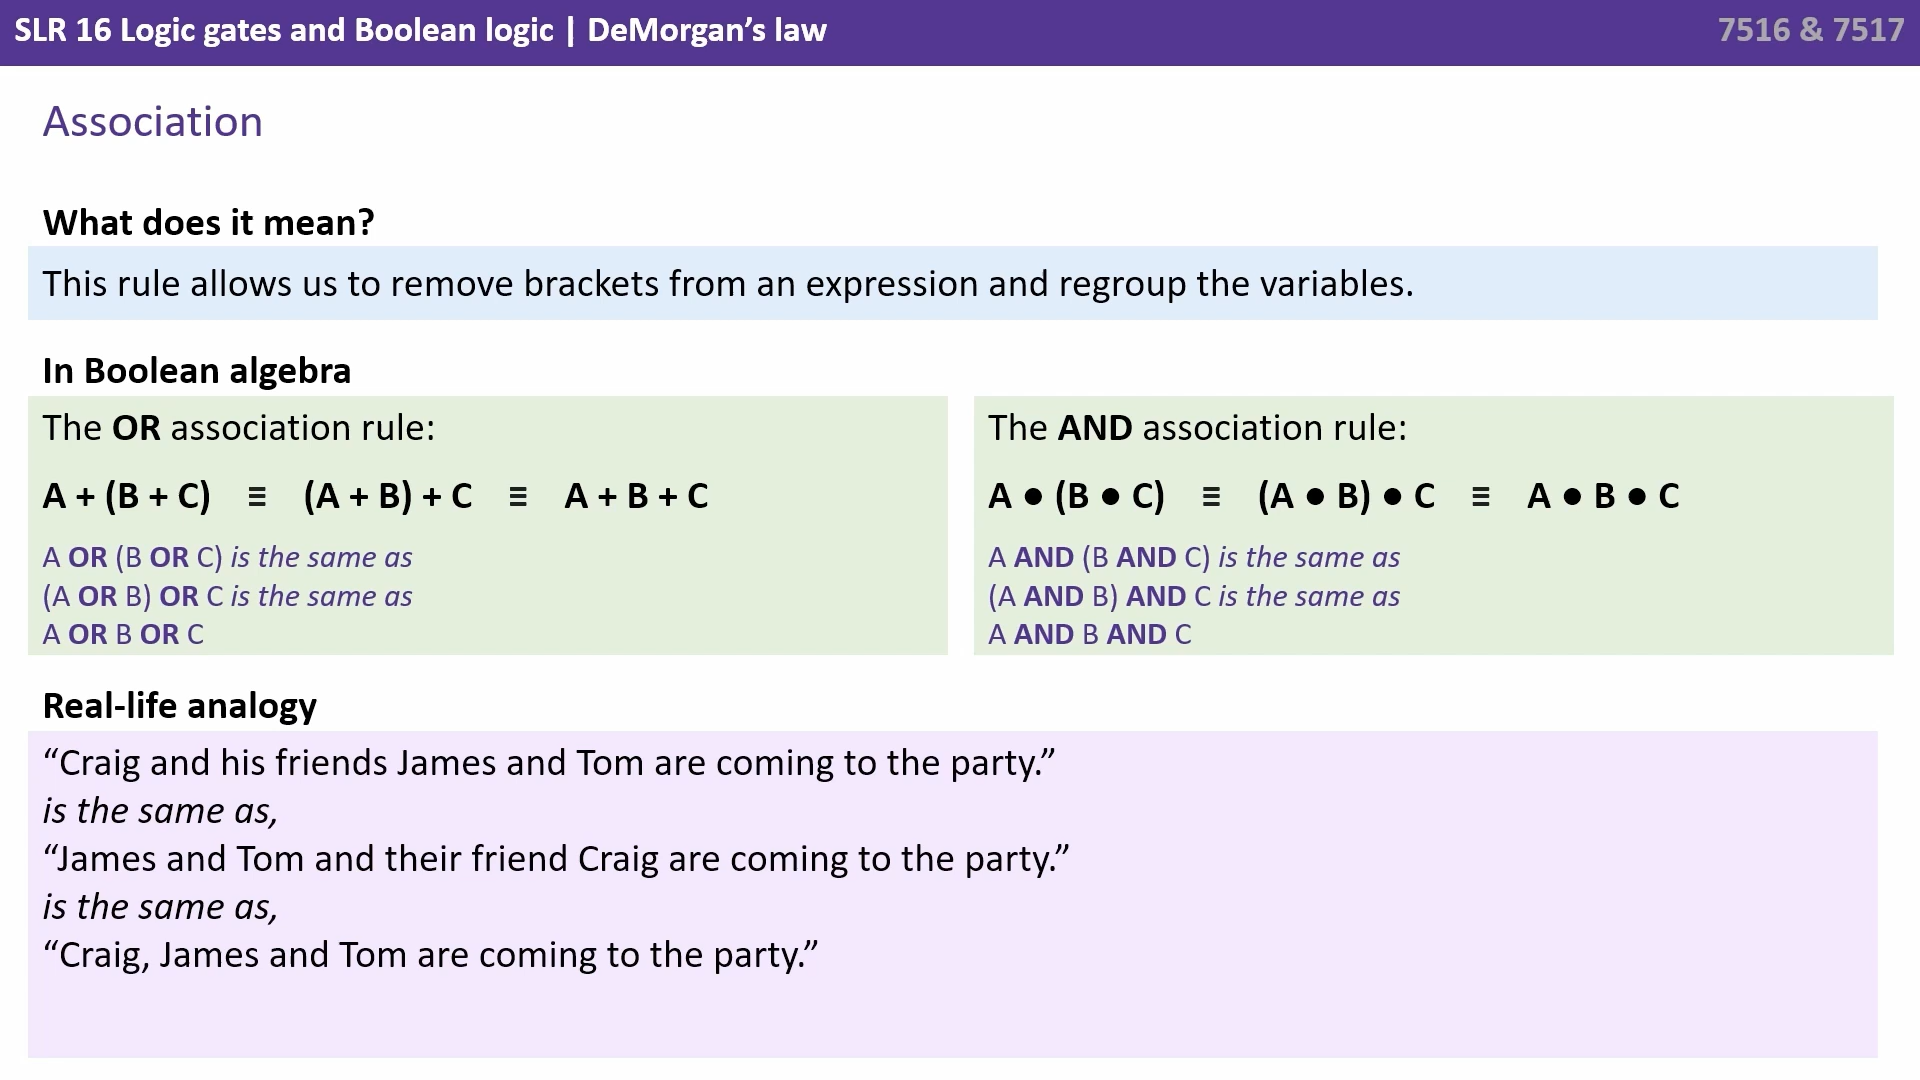 SLR 16 Logic gates and Boolean logic | DeMorgan’s law
7516 & 7517
Association
What does it mean?
This rule allows us to remove brackets from an expression and regroup the variables.
In Boolean algebra
The OR association rule:
A + (B + C) ≡ (A + B) + C ≡ A + B + C
A OR (B OR C) is the same as
(A OR B) OR C is the same as
A OR B OR C
The AND association rule:
A ● (B ● C) ≡ (A ● B) ● C ≡ A ● B ● C
A AND (B AND C) is the same as
(A AND B) AND C is the same as
A AND B AND C
Real-life analogy
“Craig and his friends James and Tom are coming to the party.”
is the same as,
“James and Tom and their friend Craig are coming to the party.”
is the same as,
“Craig, James and Tom are coming to the party.”